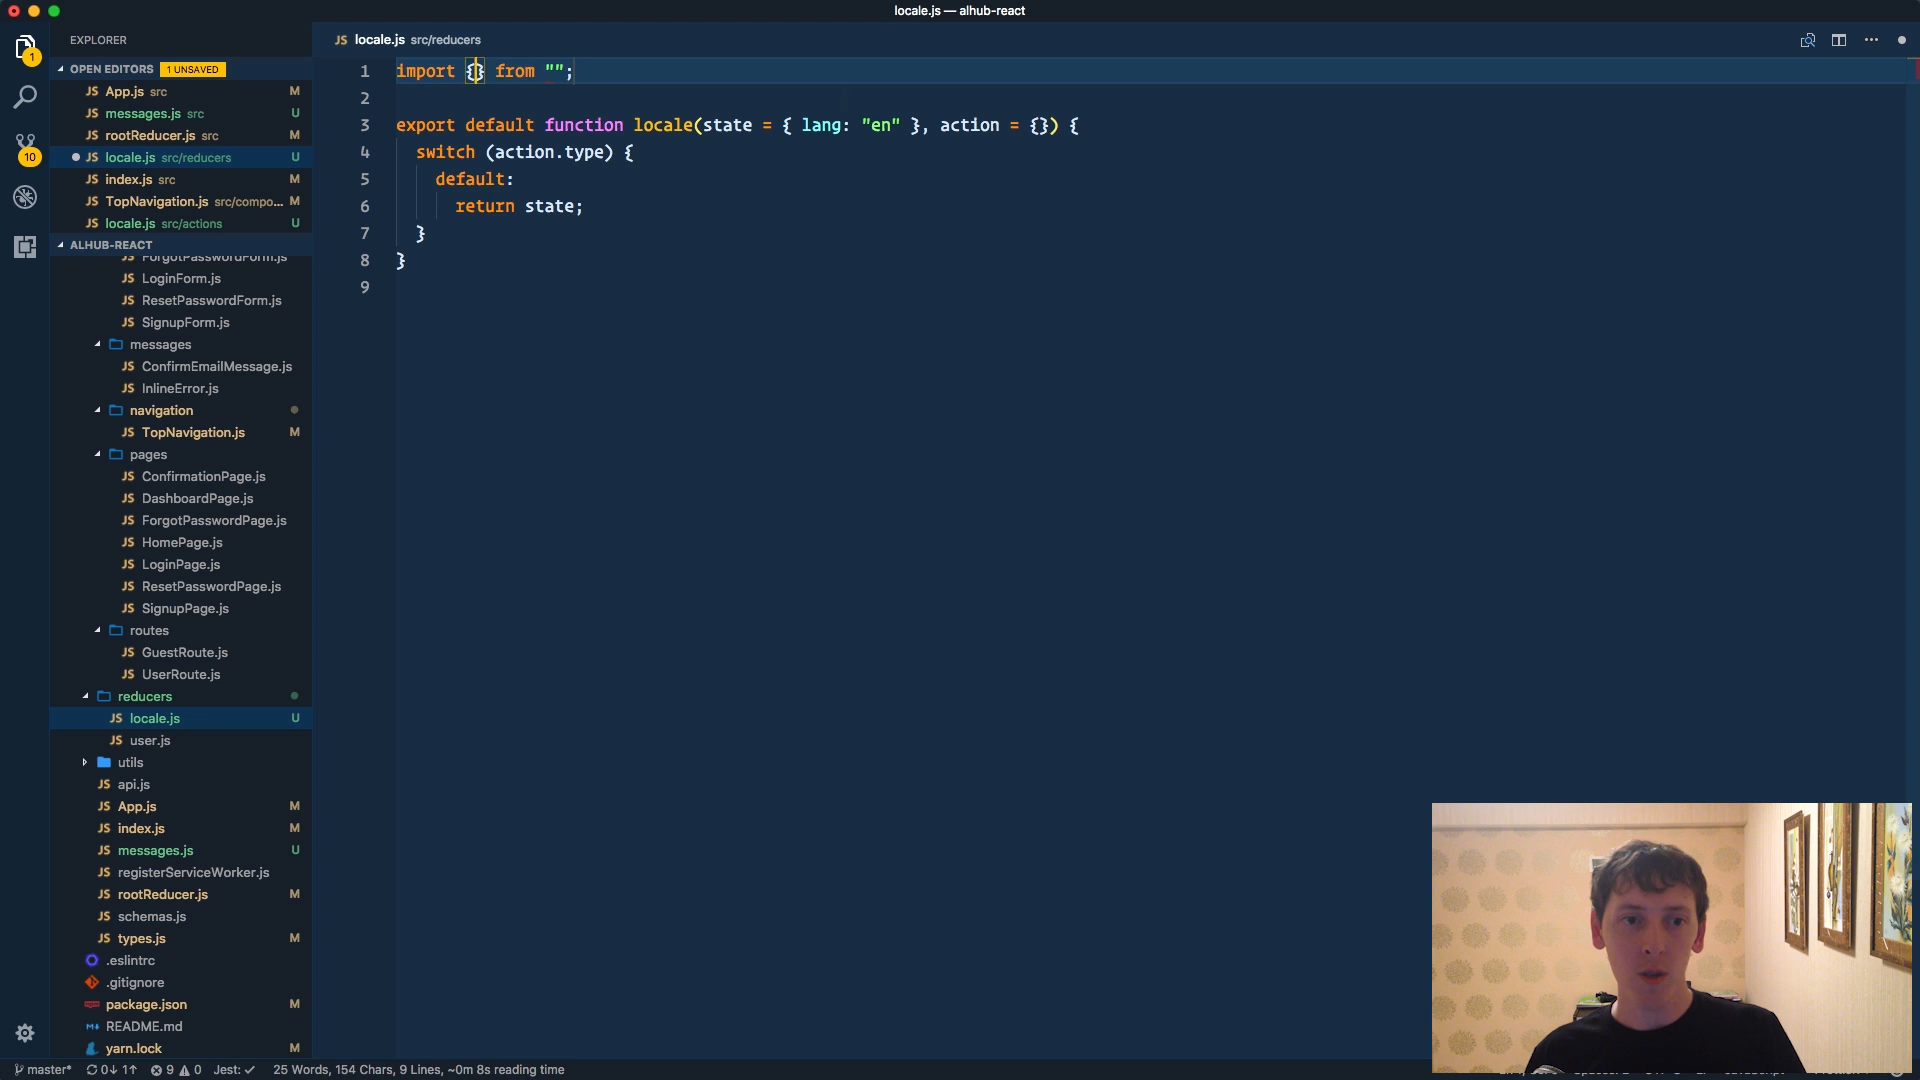 locale.js — alhub-react
EXPLORER
OPEN EDITORS 1 UNSAVED
JS App.js src M
JS messages.js src U
JS rootReducer.js src M
JS locale.js src/reducers U
JS index.js src M
JS TopNavigation.js src/compo... M
JS locale.js src/actions U
ALHUB-REACT
JS ForgotPasswordForm.js
JS LoginForm.js
JS ResetPasswordForm.js
JS SignupForm.js
messages
JS ConfirmEmailMessage.js
JS InlineError.js
navigation
JS TopNavigation.js M
pages
JS ConfirmationPage.js
JS DashboardPage.js
JS ForgotPasswordPage.js
JS HomePage.js
JS LoginPage.js
JS ResetPasswordPage.js
JS SignupPage.js
routes
JS GuestRoute.js
JS UserRoute.js
reducers
JS locale.js U
JS user.js
utils
JS api.js
JS App.js M
JS index.js M
JS messages.js U
JS registerServiceWorker.js
JS rootReducer.js M
JS schemas.js
JS types.js M
.eslintrc
.gitignore
package.json M
README.md
yarn.lock M
1
10
JS locale.js src/reducers
1 import {} from "";
2
3 export default function locale(state = { lang: "en" }, action = {}) {
4 switch (action.type) {
5 default:
6 return state;
7 }
8 }
9
master* 0↓ 1↑ 9 0 Jest: ✓ 25 Words, 154 Chars, 9 Lines, ~0m 8s reading time